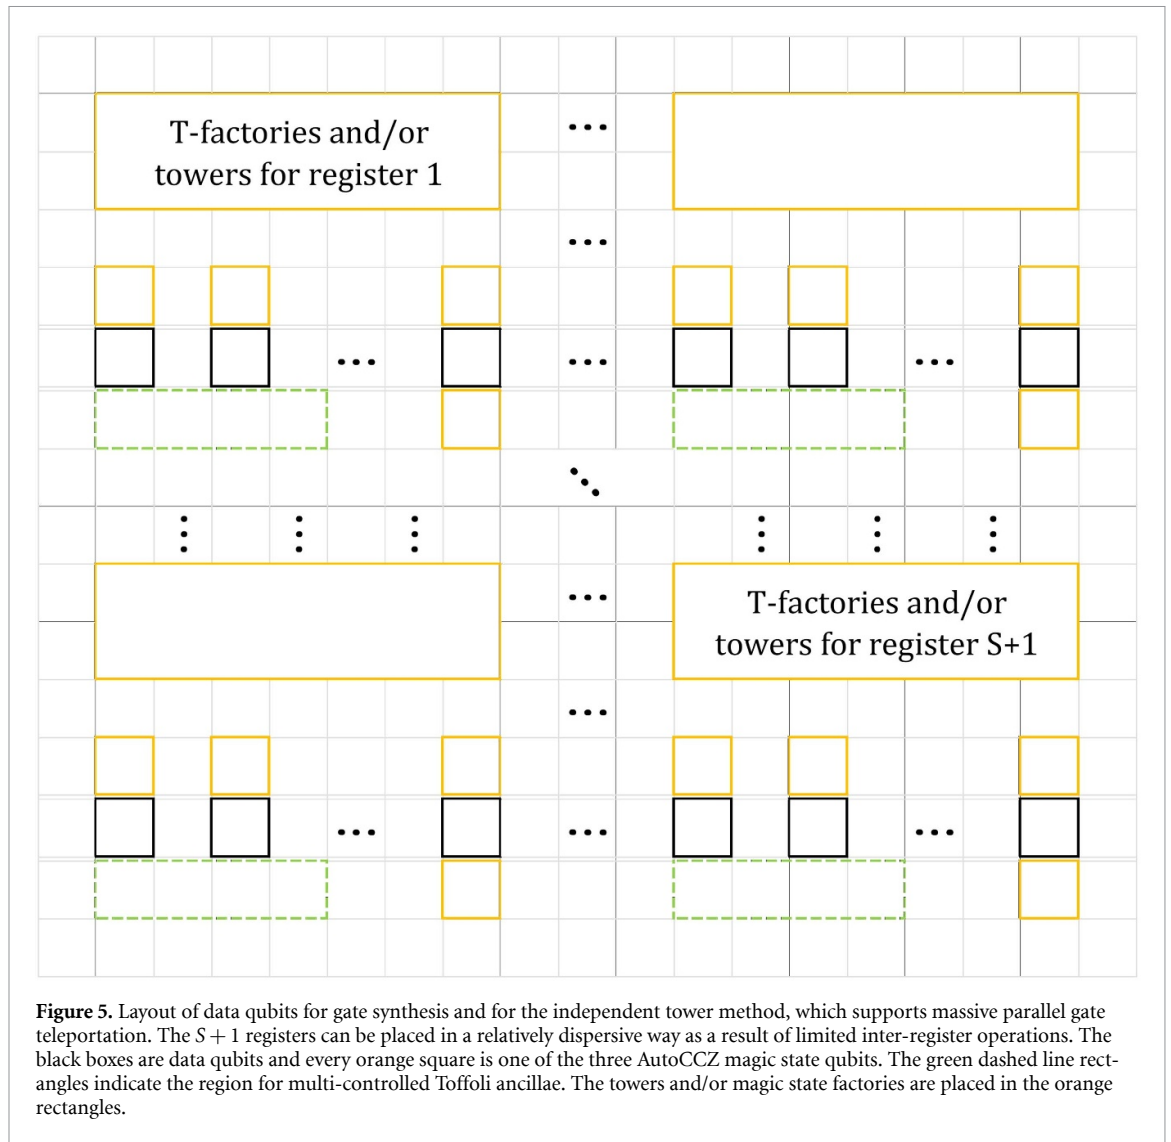 T-factories and/or
towers for register 1
T-factories and/or
towers for register S+1
Figure 5. Layout of data qubits for gate synthesis and for the independent tower method, which supports massive parallel gate
teleportation. The S + 1 registers can be placed in a relatively dispersive way as a result of limited inter-register operations. The
black boxes are data qubits and every orange square is one of the three AutoCCZ magic state qubits. The green dashed line rect-
angles indicate the region for multi-controlled Toffoli ancillae. The towers and/or magic state factories are placed in the orange
rectangles.